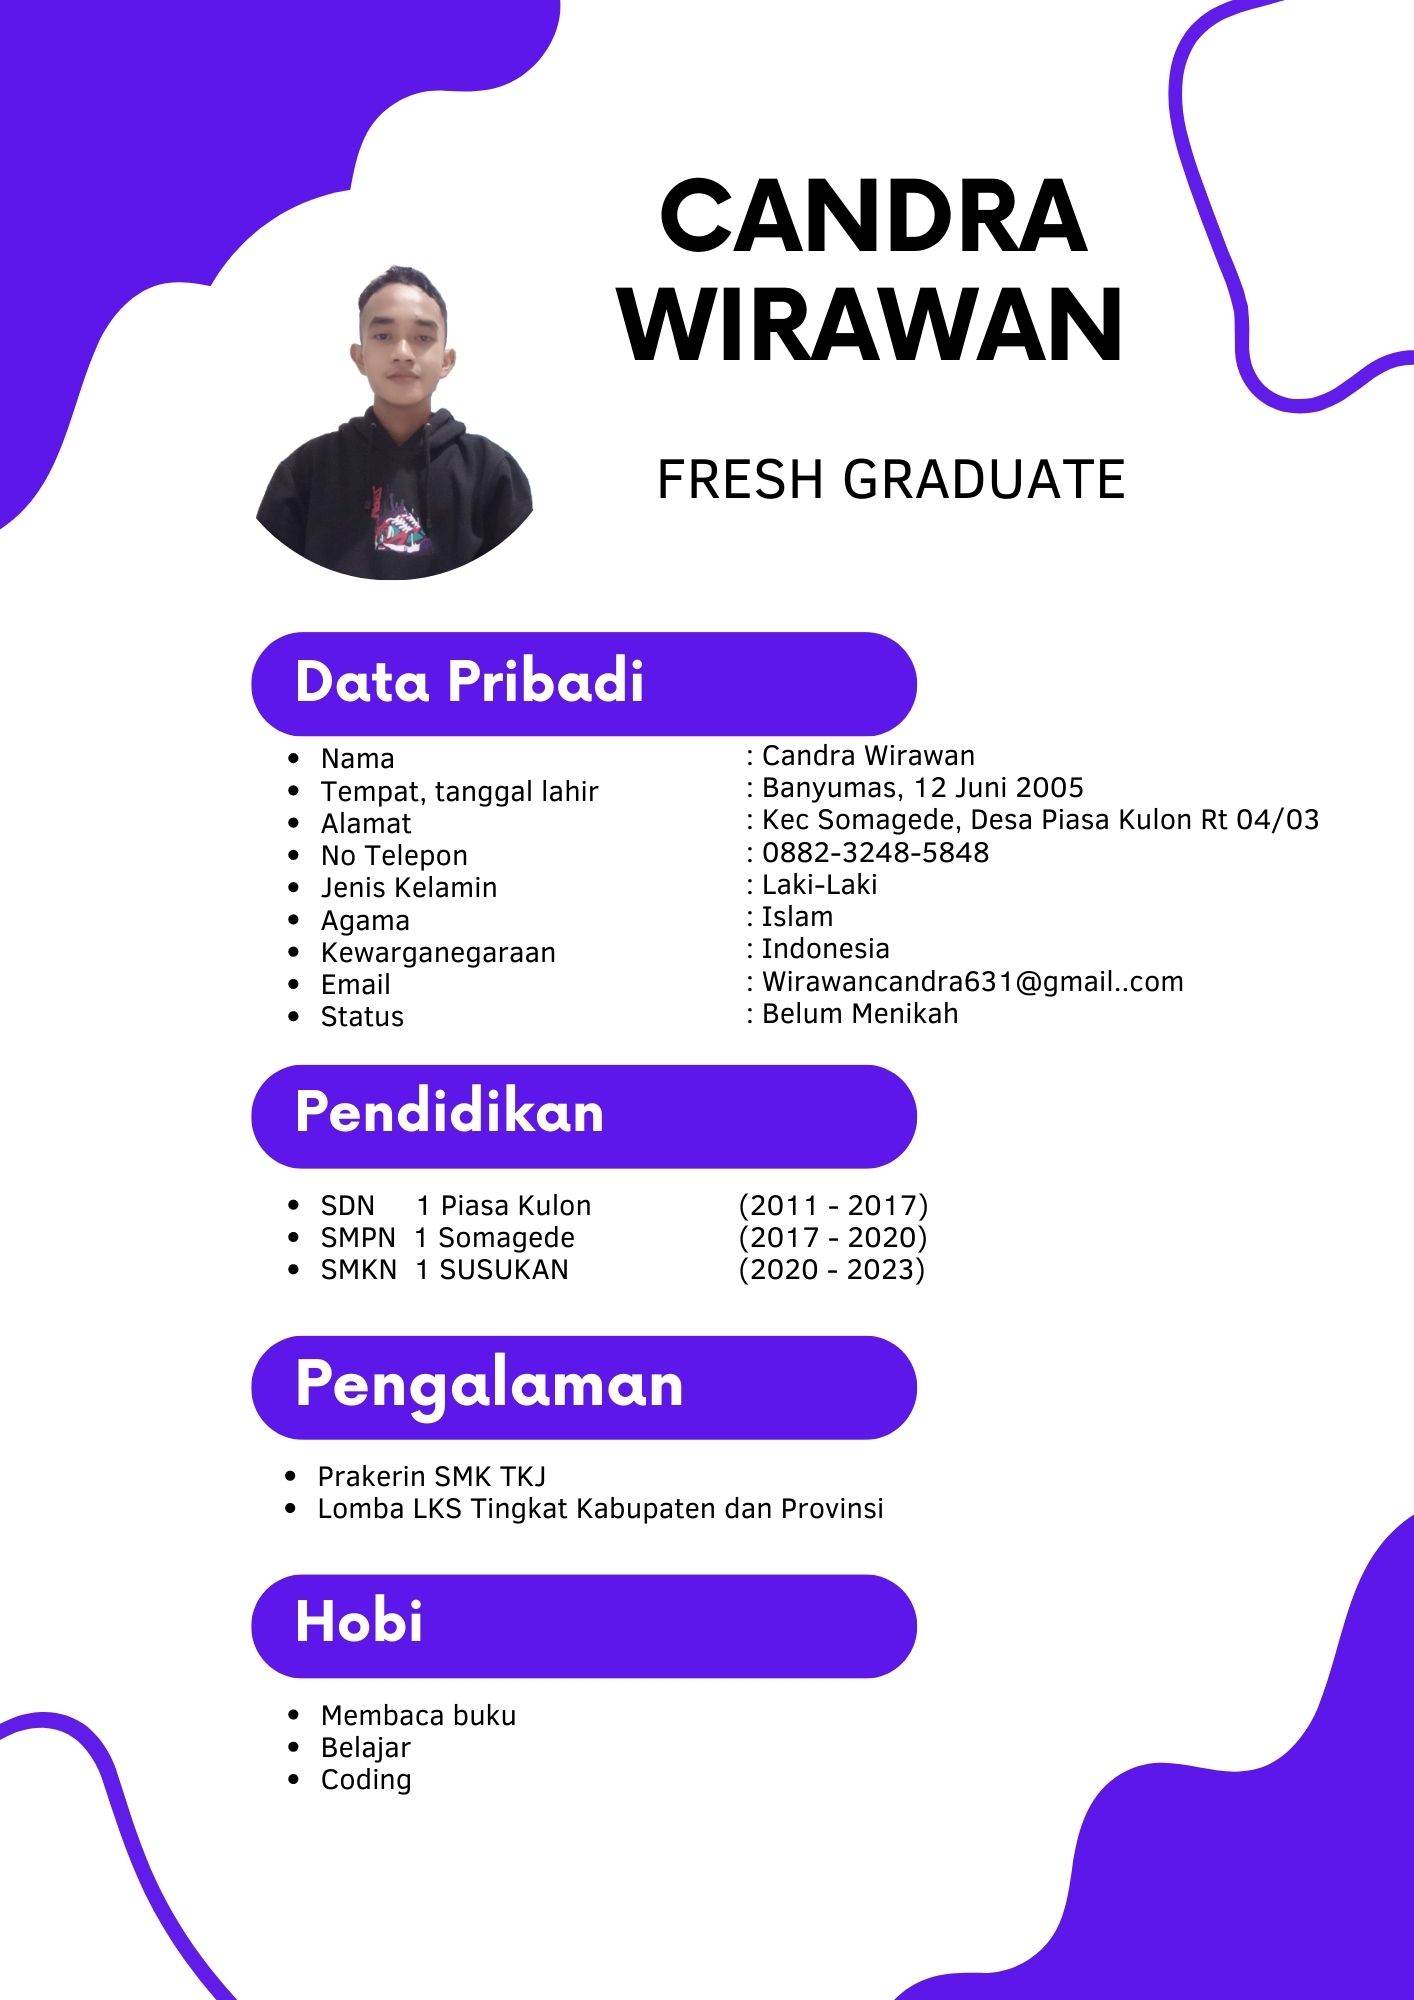 CANDRA
WIRAWAN
FRESH GRADUATE
Data Pribadi
• Nama : Candra Wirawan
• Tempat, tanggal lahir : Banyumas, 12 Juni 2005
• Alamat : Kec Somagede, Desa Piasa Kulon Rt 04/03
• No Telepon : 0882-3248-5848
• Jenis Kelamin : Laki-Laki
• Agama : Islam
• Kewarganegaraan : Indonesia
• Email : Wirawancandra631@gmail..com
• Status : Belum Menikah
Pendidikan
• SDN 1 Piasa Kulon (2011 - 2017)
• SMPN 1 Somagede (2017 - 2020)
• SMKN 1 SUSUKAN (2020 - 2023)
Pengalaman
• Prakerin SMK TKJ
• Lomba LKS Tingkat Kabupaten dan Provinsi
Hobi
• Membaca buku
• Belajar
• Coding